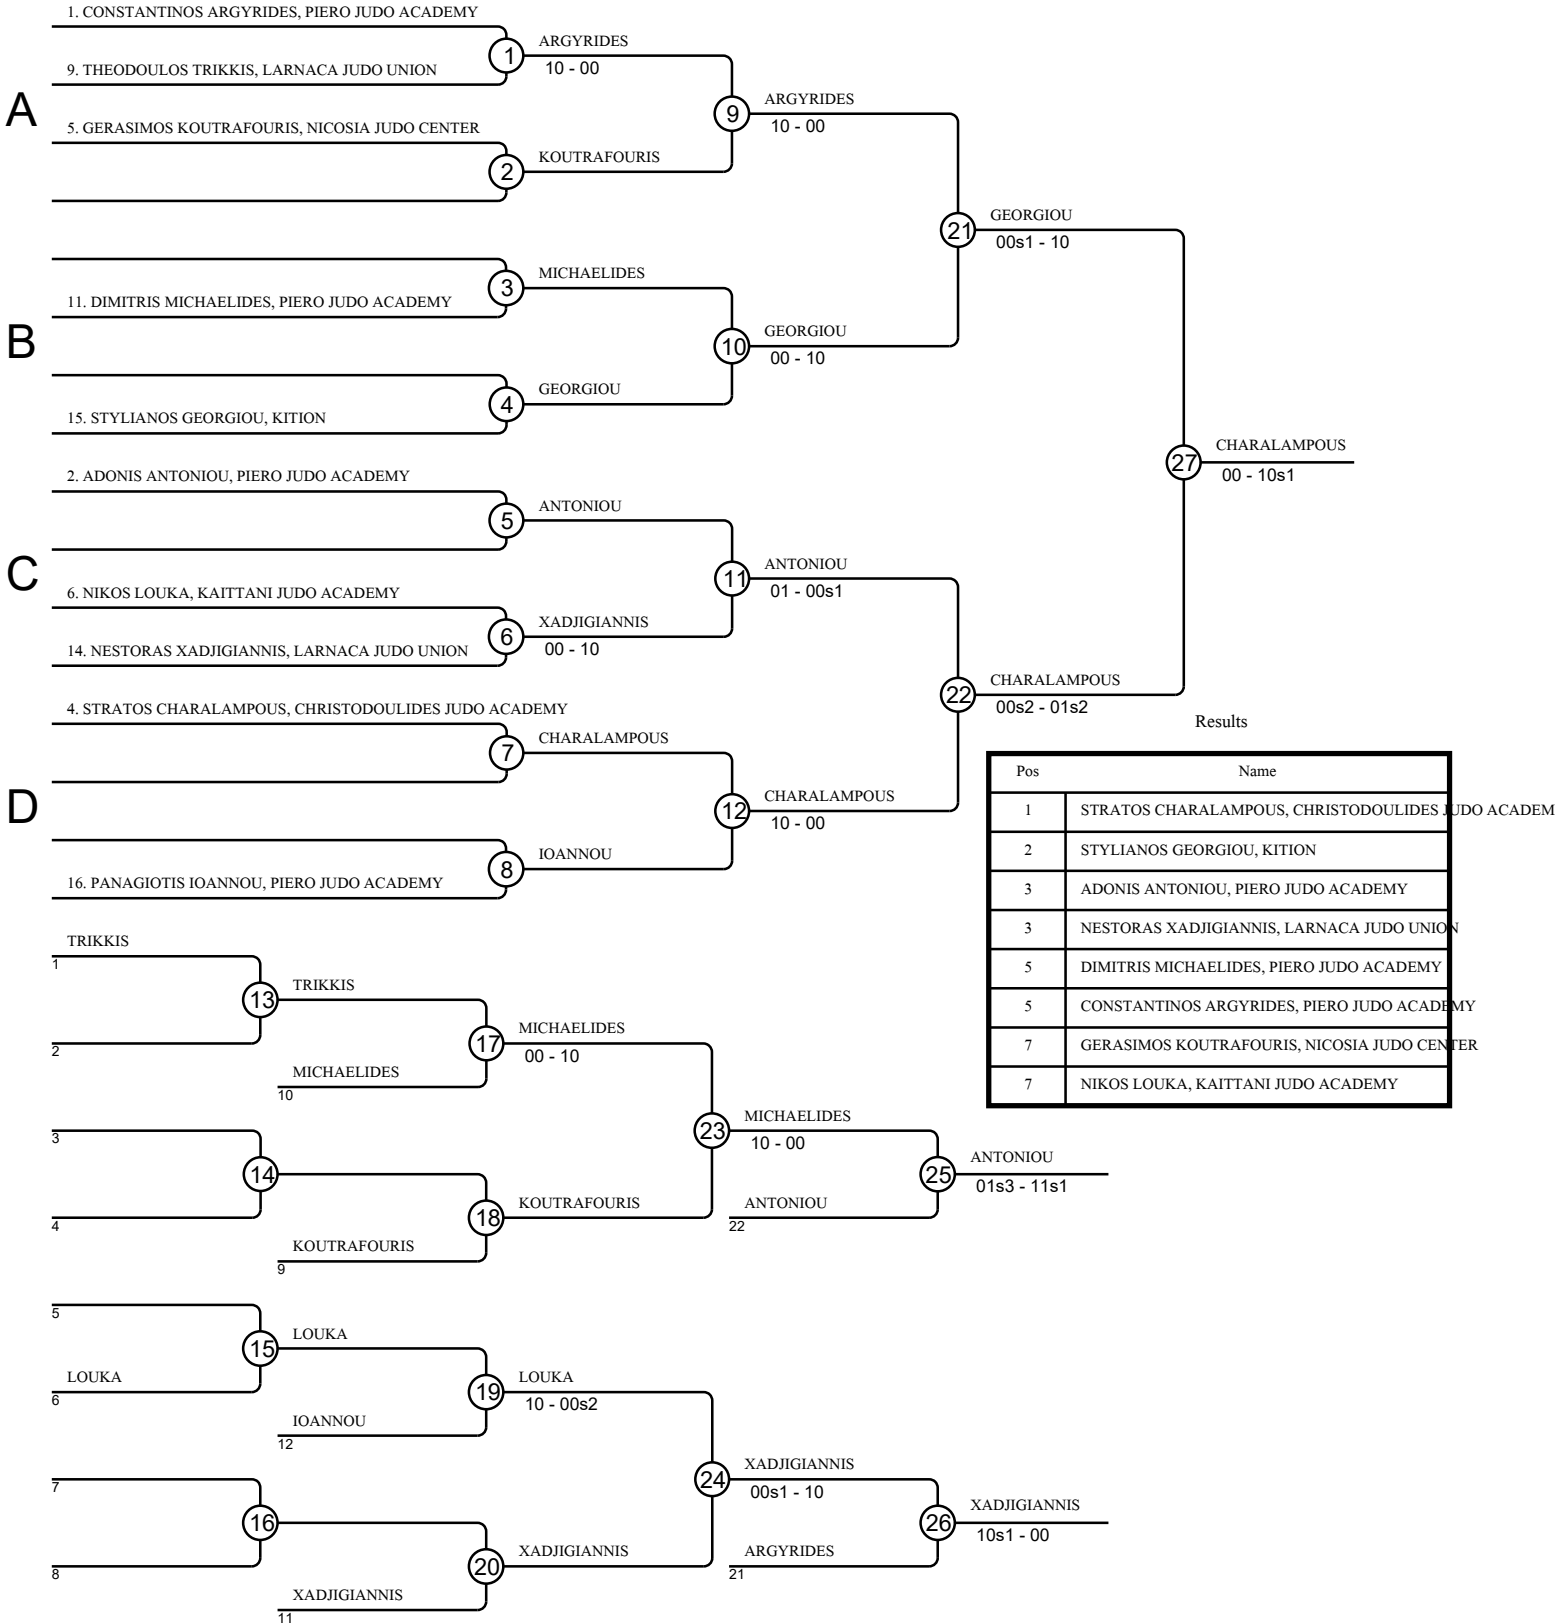 1. CONSTANTINOS ARGYRIDES, PIERO JUDO ACADEMY
1
ARGYRIDES
10 - 00
9. THEODOULOS TRIKKIS, LARNACA JUDO UNION
A
9
ARGYRIDES
10 - 00
5. GERASIMOS KOUTRAFOURIS, NICOSIA JUDO CENTER
2
KOUTRAFOURIS
21
GEORGIOU
00s1 - 10
3
MICHAELIDES
11. DIMITRIS MICHAELIDES, PIERO JUDO ACADEMY
B
10
GEORGIOU
00 - 10
4
GEORGIOU
15. STYLIANOS GEORGIOU, KITION
27
CHARALAMPOUS
00 - 10s1
2. ADONIS ANTONIOU, PIERO JUDO ACADEMY
5
ANTONIOU
C
11
ANTONIOU
01 - 00s1
6. NIKOS LOUKA, KAITTANI JUDO ACADEMY
6
XADJIGIANNIS
00 - 10
14. NESTORAS XADJIGIANNIS, LARNACA JUDO UNION
22
CHARALAMPOUS
00s2 - 01s2
4. STRATOS CHARALAMPOUS, CHRISTODOULIDES JUDO ACADEMY
7
CHARALAMPOUS
D
12
CHARALAMPOUS
10 - 00
8
IOANNOU
16. PANAGIOTIS IOANNOU, PIERO JUDO ACADEMY
Results
Pos Name
1 STRATOS CHARALAMPOUS, CHRISTODOULIDES JUDO ACADEM
2 STYLIANOS GEORGIOU, KITION
3 ADONIS ANTONIOU, PIERO JUDO ACADEMY
3 NESTORAS XADJIGIANNIS, LARNACA JUDO UNION
5 DIMITRIS MICHAELIDES, PIERO JUDO ACADEMY
5 CONSTANTINOS ARGYRIDES, PIERO JUDO ACADEMY
7 GERASIMOS KOUTRAFOURIS, NICOSIA JUDO CENTER
7 NIKOS LOUKA, KAITTANI JUDO ACADEMY
TRIKKIS
1
13
TRIKKIS
2
17
MICHAELIDES
00 - 10
MICHAELIDES
10
3
14
4
18
KOUTRAFOURIS
KOUTRAFOURIS
9
23
MICHAELIDES
10 - 00
25
ANTONIOU
01s3 - 11s1
ANTONIOU
22
5
15
LOUKA
LOUKA
6
19
LOUKA
10 - 00s2
IOANNOU
12
7
16
8
20
XADJIGIANNIS
XADJIGIANNIS
11
24
XADJIGIANNIS
00s1 - 10
26
XADJIGIANNIS
10s1 - 00
ARGYRIDES
21